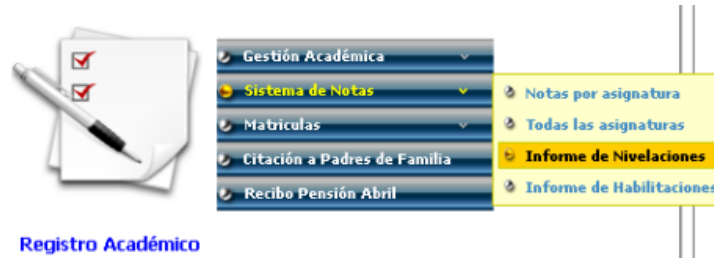 Gestión Académica
Sistema de Notas
Matriculas
Citación a Padres de Familia
Recibo Pensión Abril
Notas por asignatura
Todas las asignaturas
Informe de Nivelaciones
Informe de Habilitaciones
Registro Académico